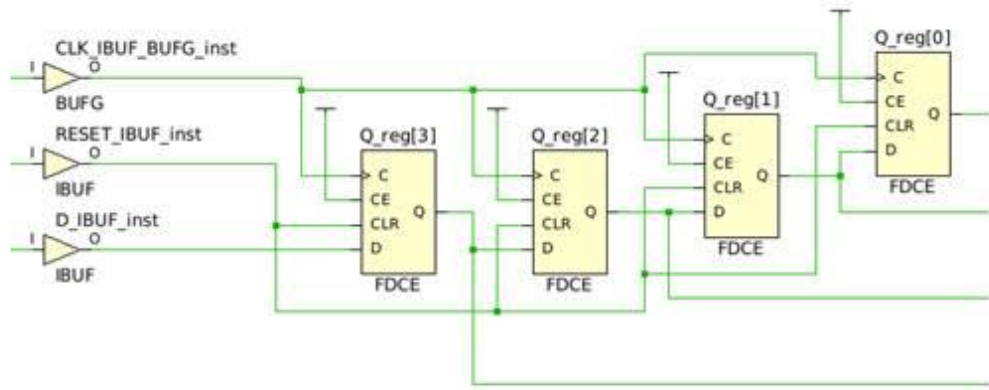 CLK_IBUF_BUFG_inst
I
O
BUFG
RESET_IBUF_inst
I
O
IBUF
D_IBUF_inst
I
O
IBUF
Q_reg[3]
C
CE
CLR
D
Q
FDCE
Q_reg[2]
C
CE
CLR
D
Q
FDCE
Q_reg[1]
C
CE
CLR
D
Q
FDCE
Q_reg[0]
C
CE
CLR
D
Q
FDCE